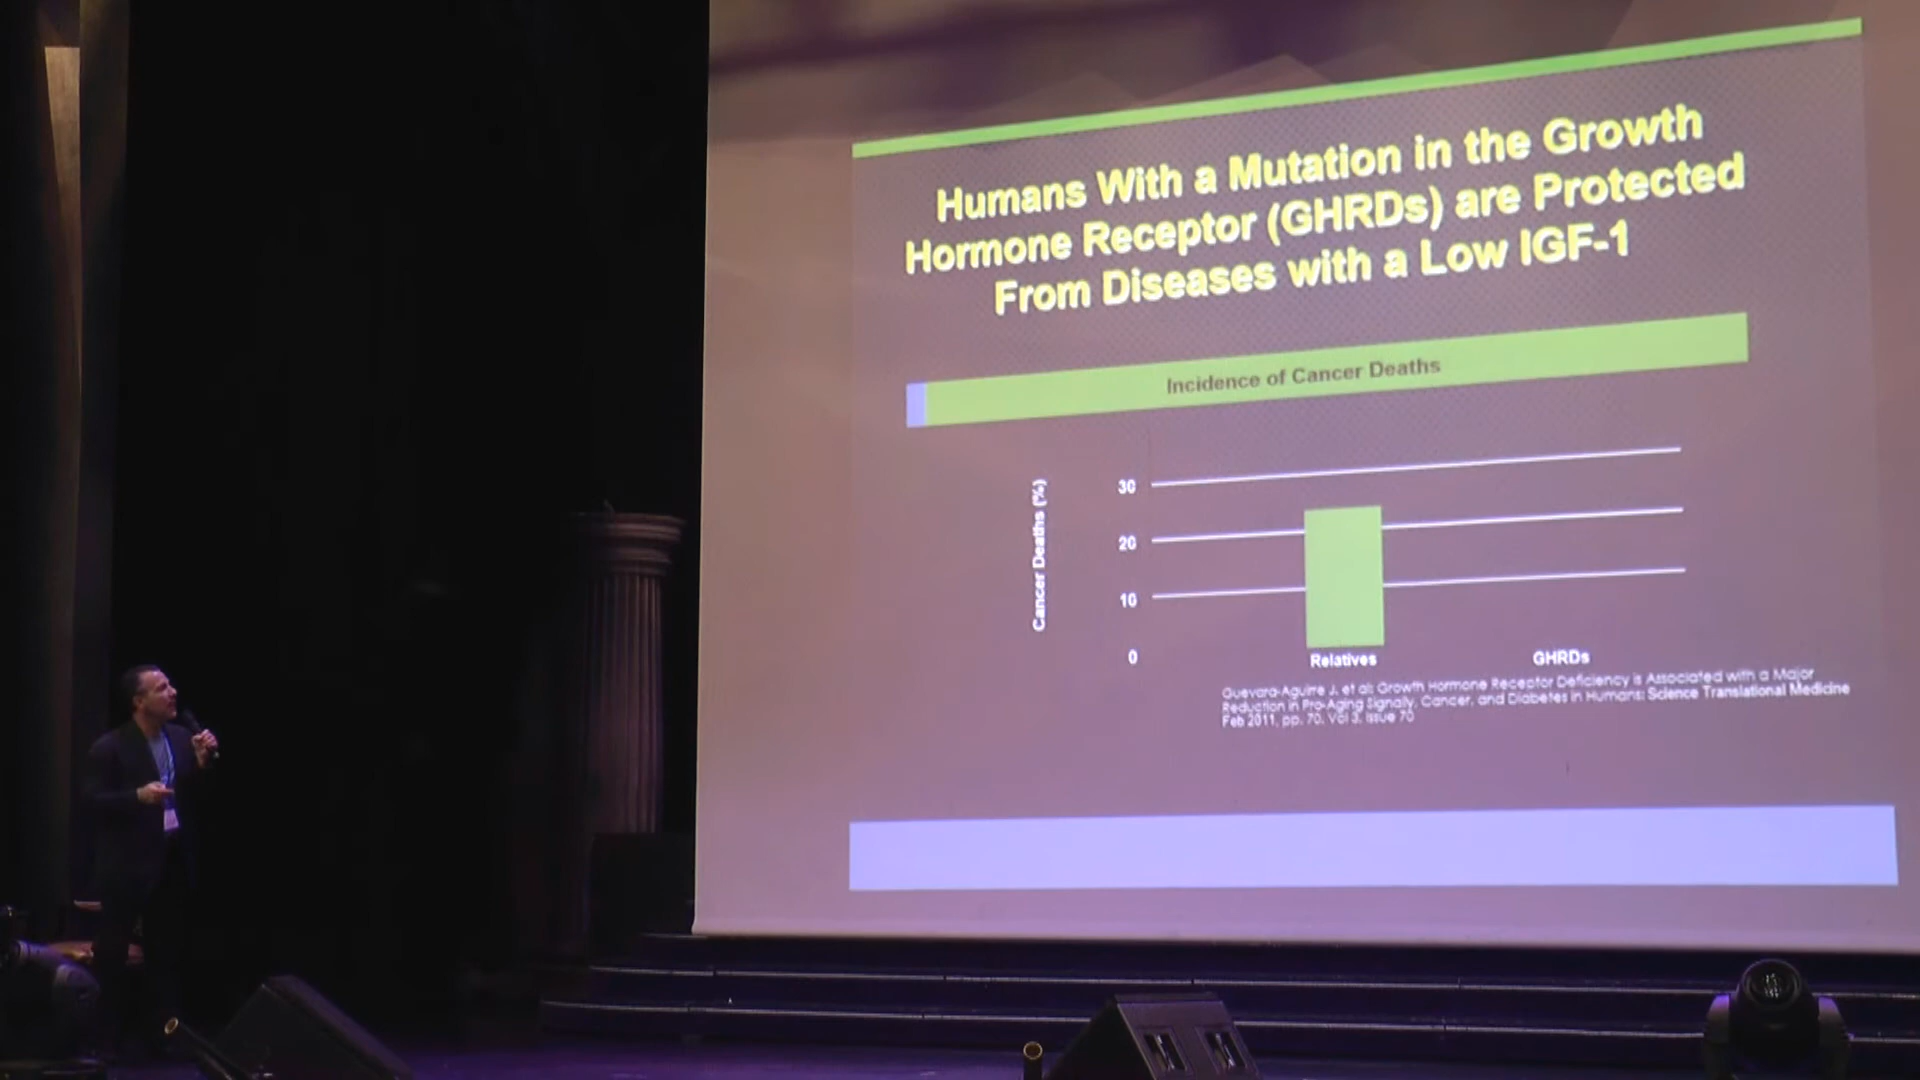 Humans With a Mutation in the Growth
Hormone Receptor (GHRDs) are Protected
From Diseases with a Low IGF-1
Incidence of Cancer Deaths
Cancer Deaths (%)
30
20
10
0
Relatives
GHRDs
Guevara-Aguirre J. et al: Growth Hormone Receptor Deficiency is Associated with a Major
Reduction in Pro-Aging Signally, Cancer, and Diabetes in Humans: Science Translational Medicine
Feb 2011, pp. 70, Vol 3, Issue 70